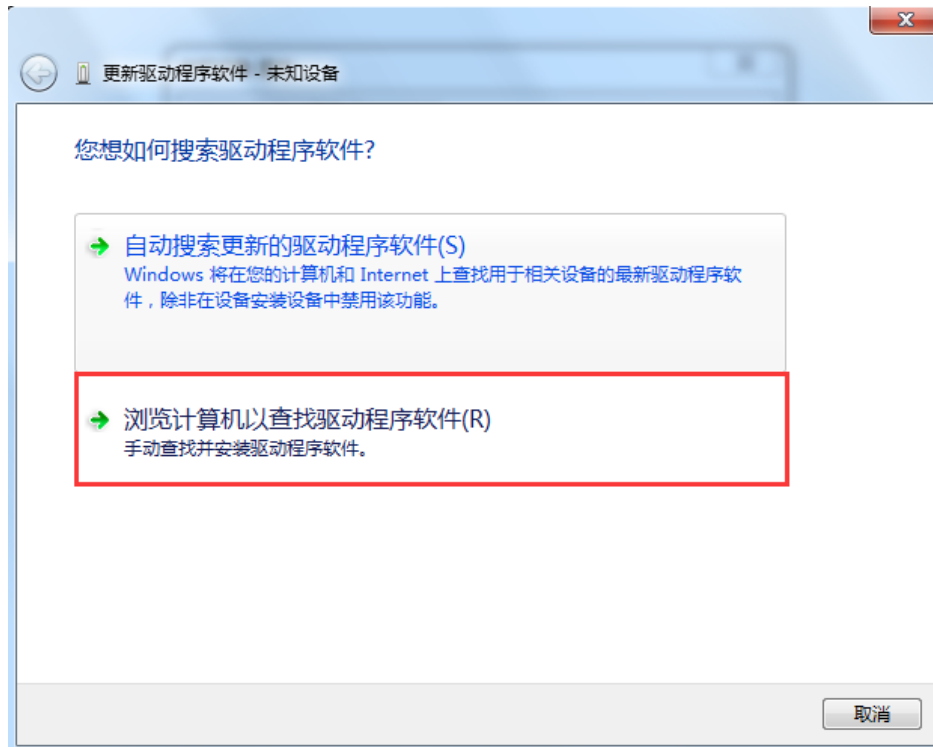 更新驱动程序软件 - 未知设备
您想如何搜索驱动程序软件?
自动搜索更新的驱动程序软件(S)
Windows 将在您的计算机和 Internet 上查找用于相关设备的最新驱动程序软
件，除非在设备安装设备中禁用该功能。
浏览计算机以查找驱动程序软件(R)
手动查找并安装驱动程序软件。
取消